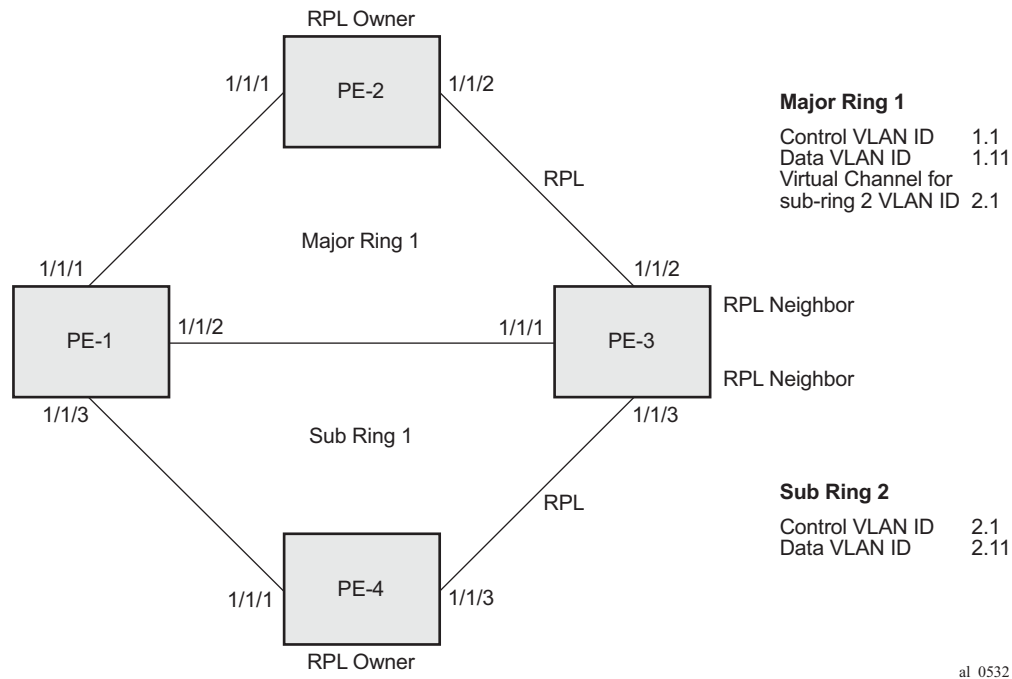 RPL Owner
1/1/1
PE-2
1/1/2
Major Ring 1
Control VLAN ID 1.1
Data VLAN ID 1.11
Virtual Channel for
sub-ring 2 VLAN ID 2.1
RPL
Major Ring 1
1/1/1
1/1/2
PE-1
1/1/2
1/1/1
PE-3
RPL Neighbor
RPL Neighbor
1/1/3
1/1/3
Sub Ring 1
RPL
Sub Ring 2
Control VLAN ID 2.1
Data VLAN ID 2.11
1/1/1
PE-4
1/1/3
RPL Owner
al_0532